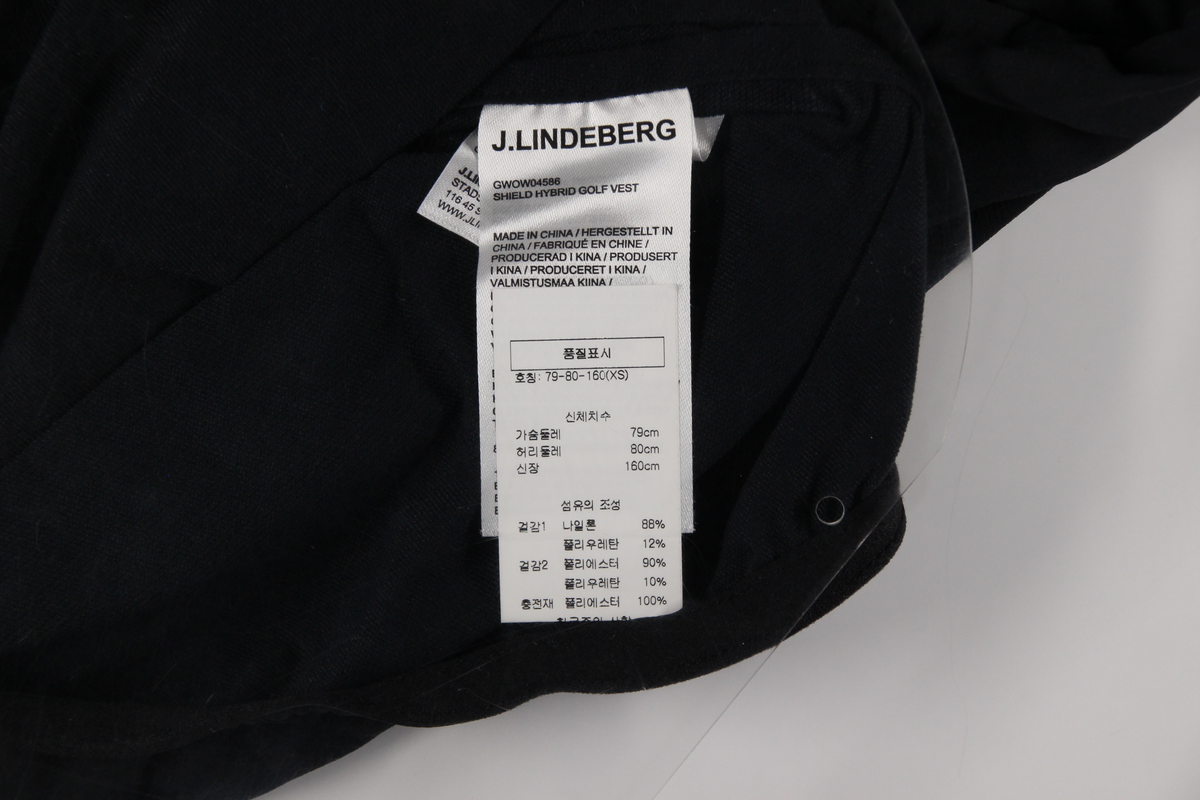 J.LINDEBERG
GWOW04586
SHIELD HYBRID GOLF VEST
MADE IN CHINA / HERGESTELLT IN
CHINA / FABRIQUÉ EN CHINE /
PRODUCERAD I KINA / PRODUSERT
I KINA / PRODUCERET I KINA /
VALMISTUSMAA KIINA /
116 45
품질표시
호칭: 79-80-160(XS)
신체치수
가슴둘레 79cm
허리둘레 80cm
신장 160cm
섬유의 조성
겉감1 나일론 88%
폴리우레탄 12%
겉감2 폴리에스터 90%
폴리우레탄 10%
충전재 폴리에스터 100%